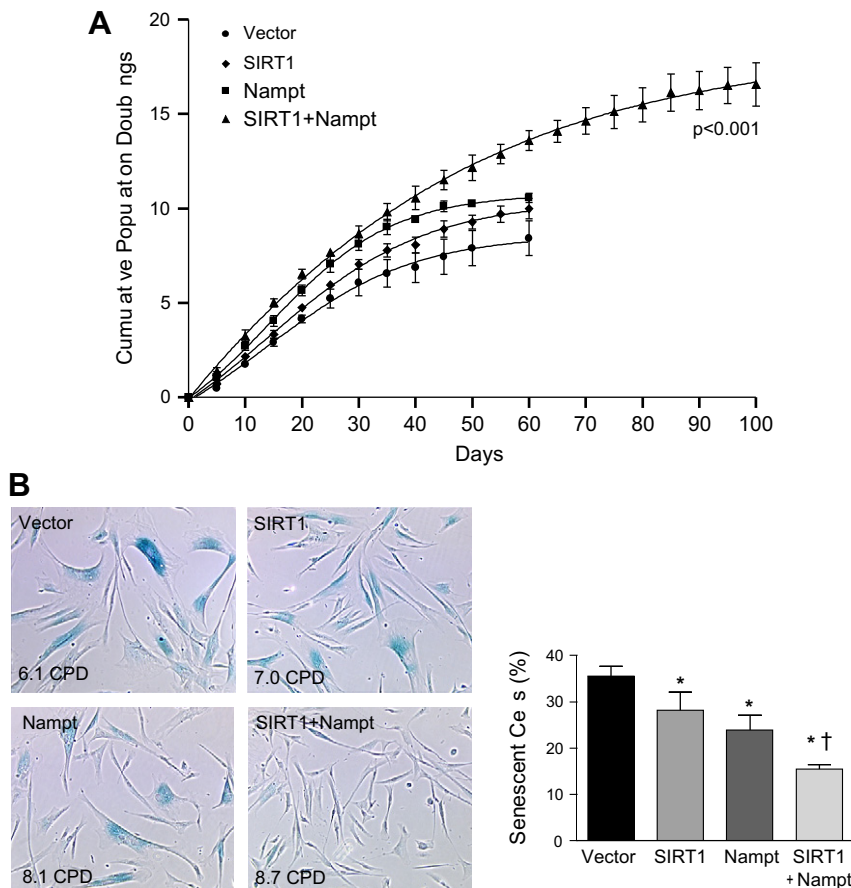 A
Cumu at ve Popu at on Doub ngs
20
15
10
5
0
Vector
SIRT1
Nampt
SIRT1+Nampt
p<0.001
0 10 20 30 40 50 60 70 80 90 100
Days
B
Vector
6.1 CPD
SIRT1
7.0 CPD
Nampt
8.1 CPD
SIRT1+Nampt
8.7 CPD
Senescent Ce s (%)
40
30
20
10
0
*
*
* †
Vector SIRT1 Nampt SIRT1
+ Nampt